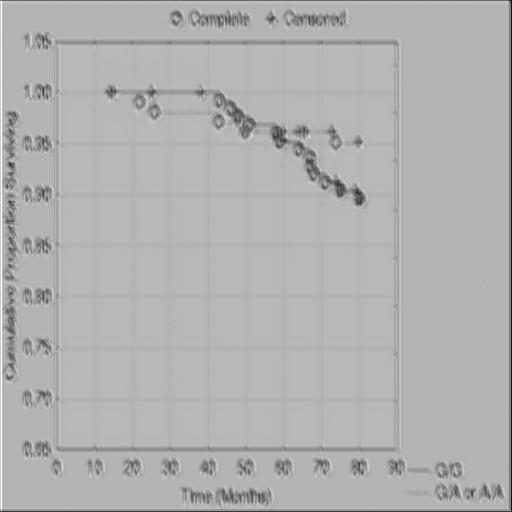 Complete Censored
1.05
1.00
0.95
0.90
0.85
0.80
0.75
0.70
0.65
Cumulative Proportion Surviving
0 10 20 30 40 50 60 70 80 90
Time (Months)
G/G
G/A or A/A